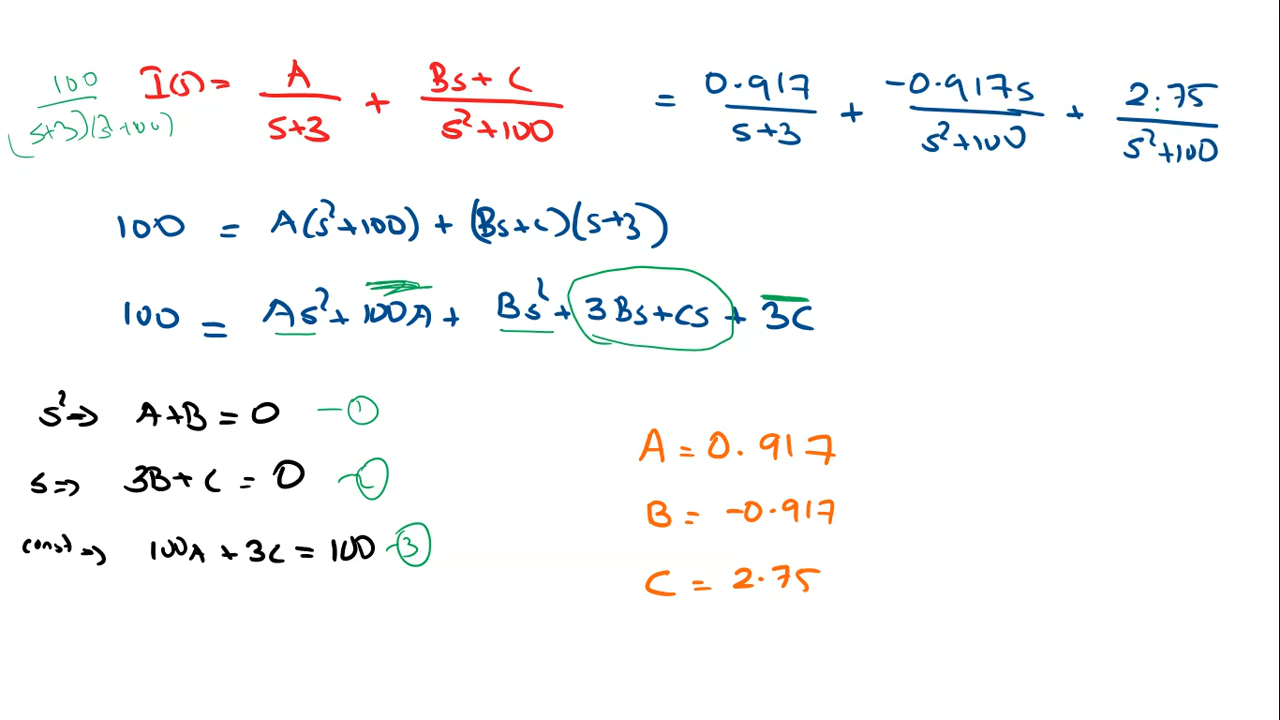 100/(s+3)(3+100) I(s) = A/(s+3) + (Bs+C)/(s²+100) = 0.917/(s+3) + -0.917s/(s²+100) + 2.75/(s²+100)
100 = A(s²+100) + (Bs+C)(s+3)
100 = As² + 100A + Bs² + 3Bs+Cs + 3C
s² => A+B = 0 - ①
s => 3B + C = 0
const => 100A + 3C = 100 - ③
A = 0.917
B = -0.917
C = 2.75